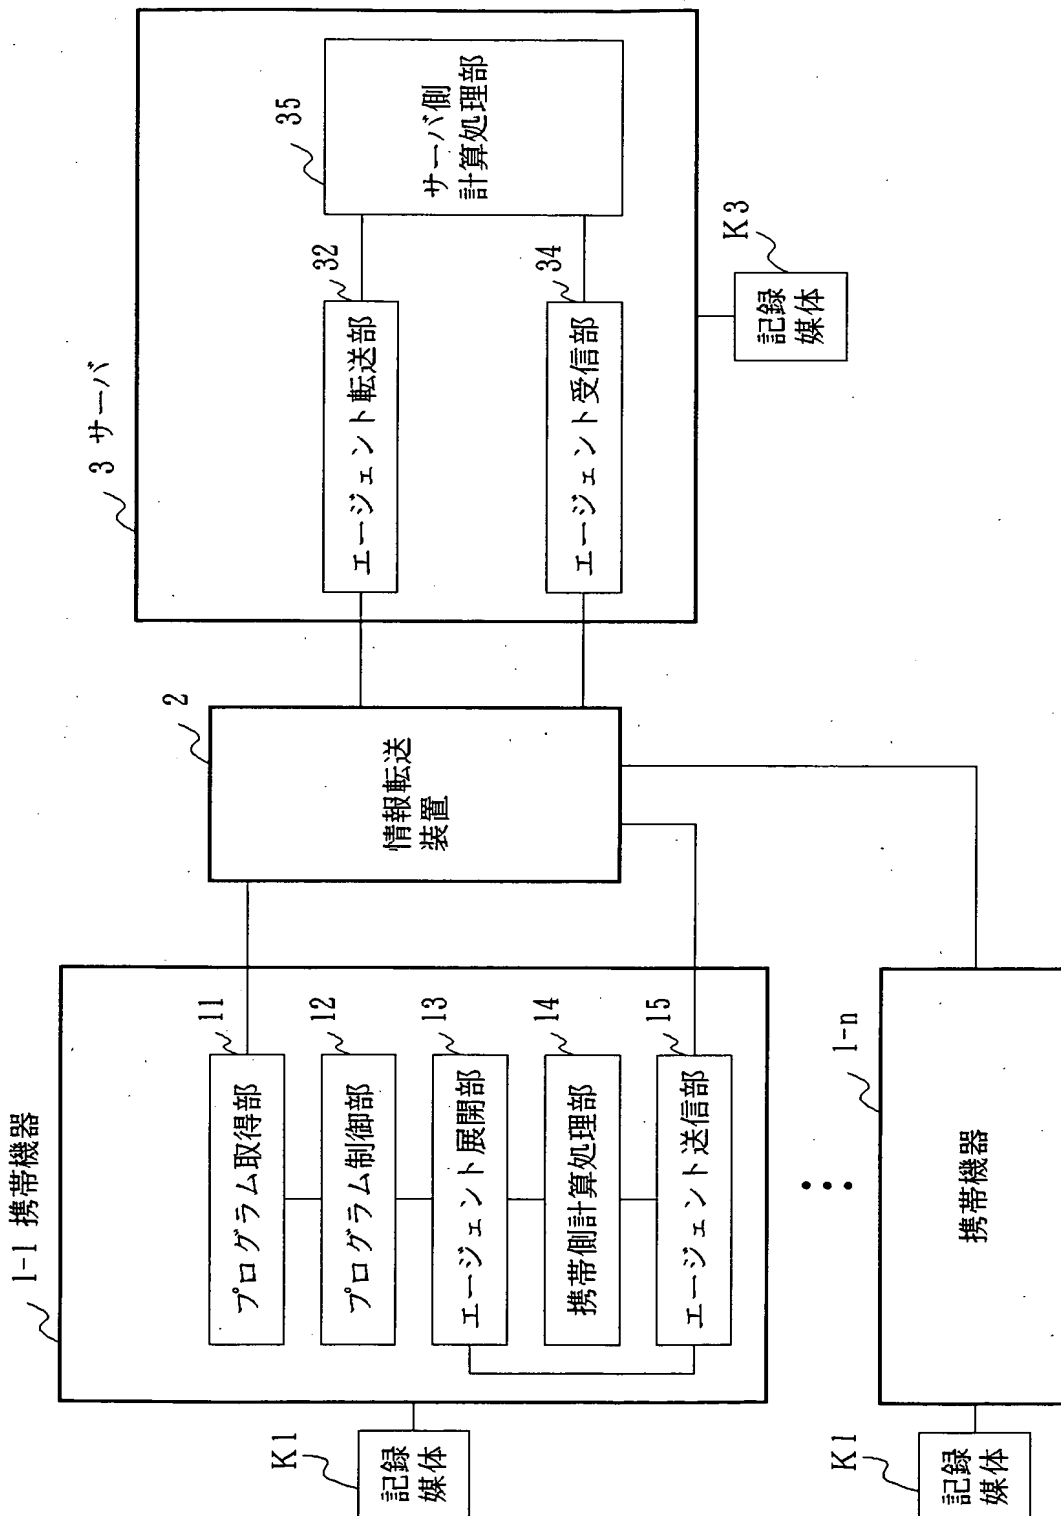 1-1 携帯機器
11
プログラム取得部
12
プログラム制御部
13
エージェント展開部
14
携帯側計算処理部
15
エージェント送信部
K1
記録
媒体
1-n
携帯機器
K1
記録
媒体
2
情報転送
装置
3 サーバ
32
エージェント転送部
34
エージェント受信部
35
サーバ側
計算処理部
K3
記録
媒体